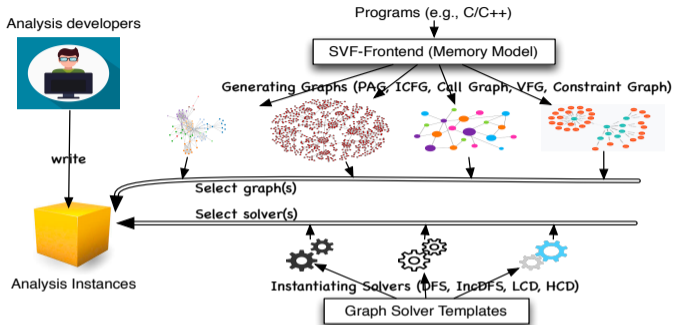 Analysis developers
Programs (e.g., C/C++)
SVF-Frontend (Memory Model)
Generating Graphs (PAG, ICFG, Call Graph, VFG, Constraint Graph)
write
Select graph(s)
Select solver(s)
Analysis Instances
Instantiating Solvers (DFS, IncDFS, LCD, HCD)
Graph Solver Templates